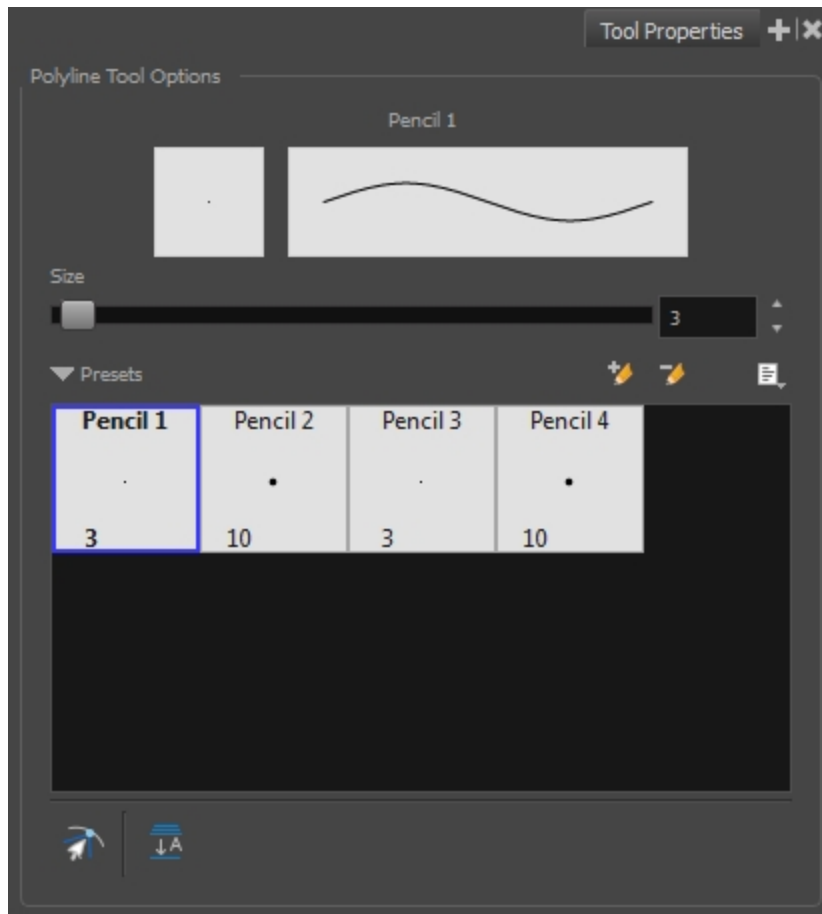 Tool Properties
Polyline Tool Options
Pencil 1
Size
3
Presets
Pencil 1 Pencil 2 Pencil 3 Pencil 4
3 10 3 10
A